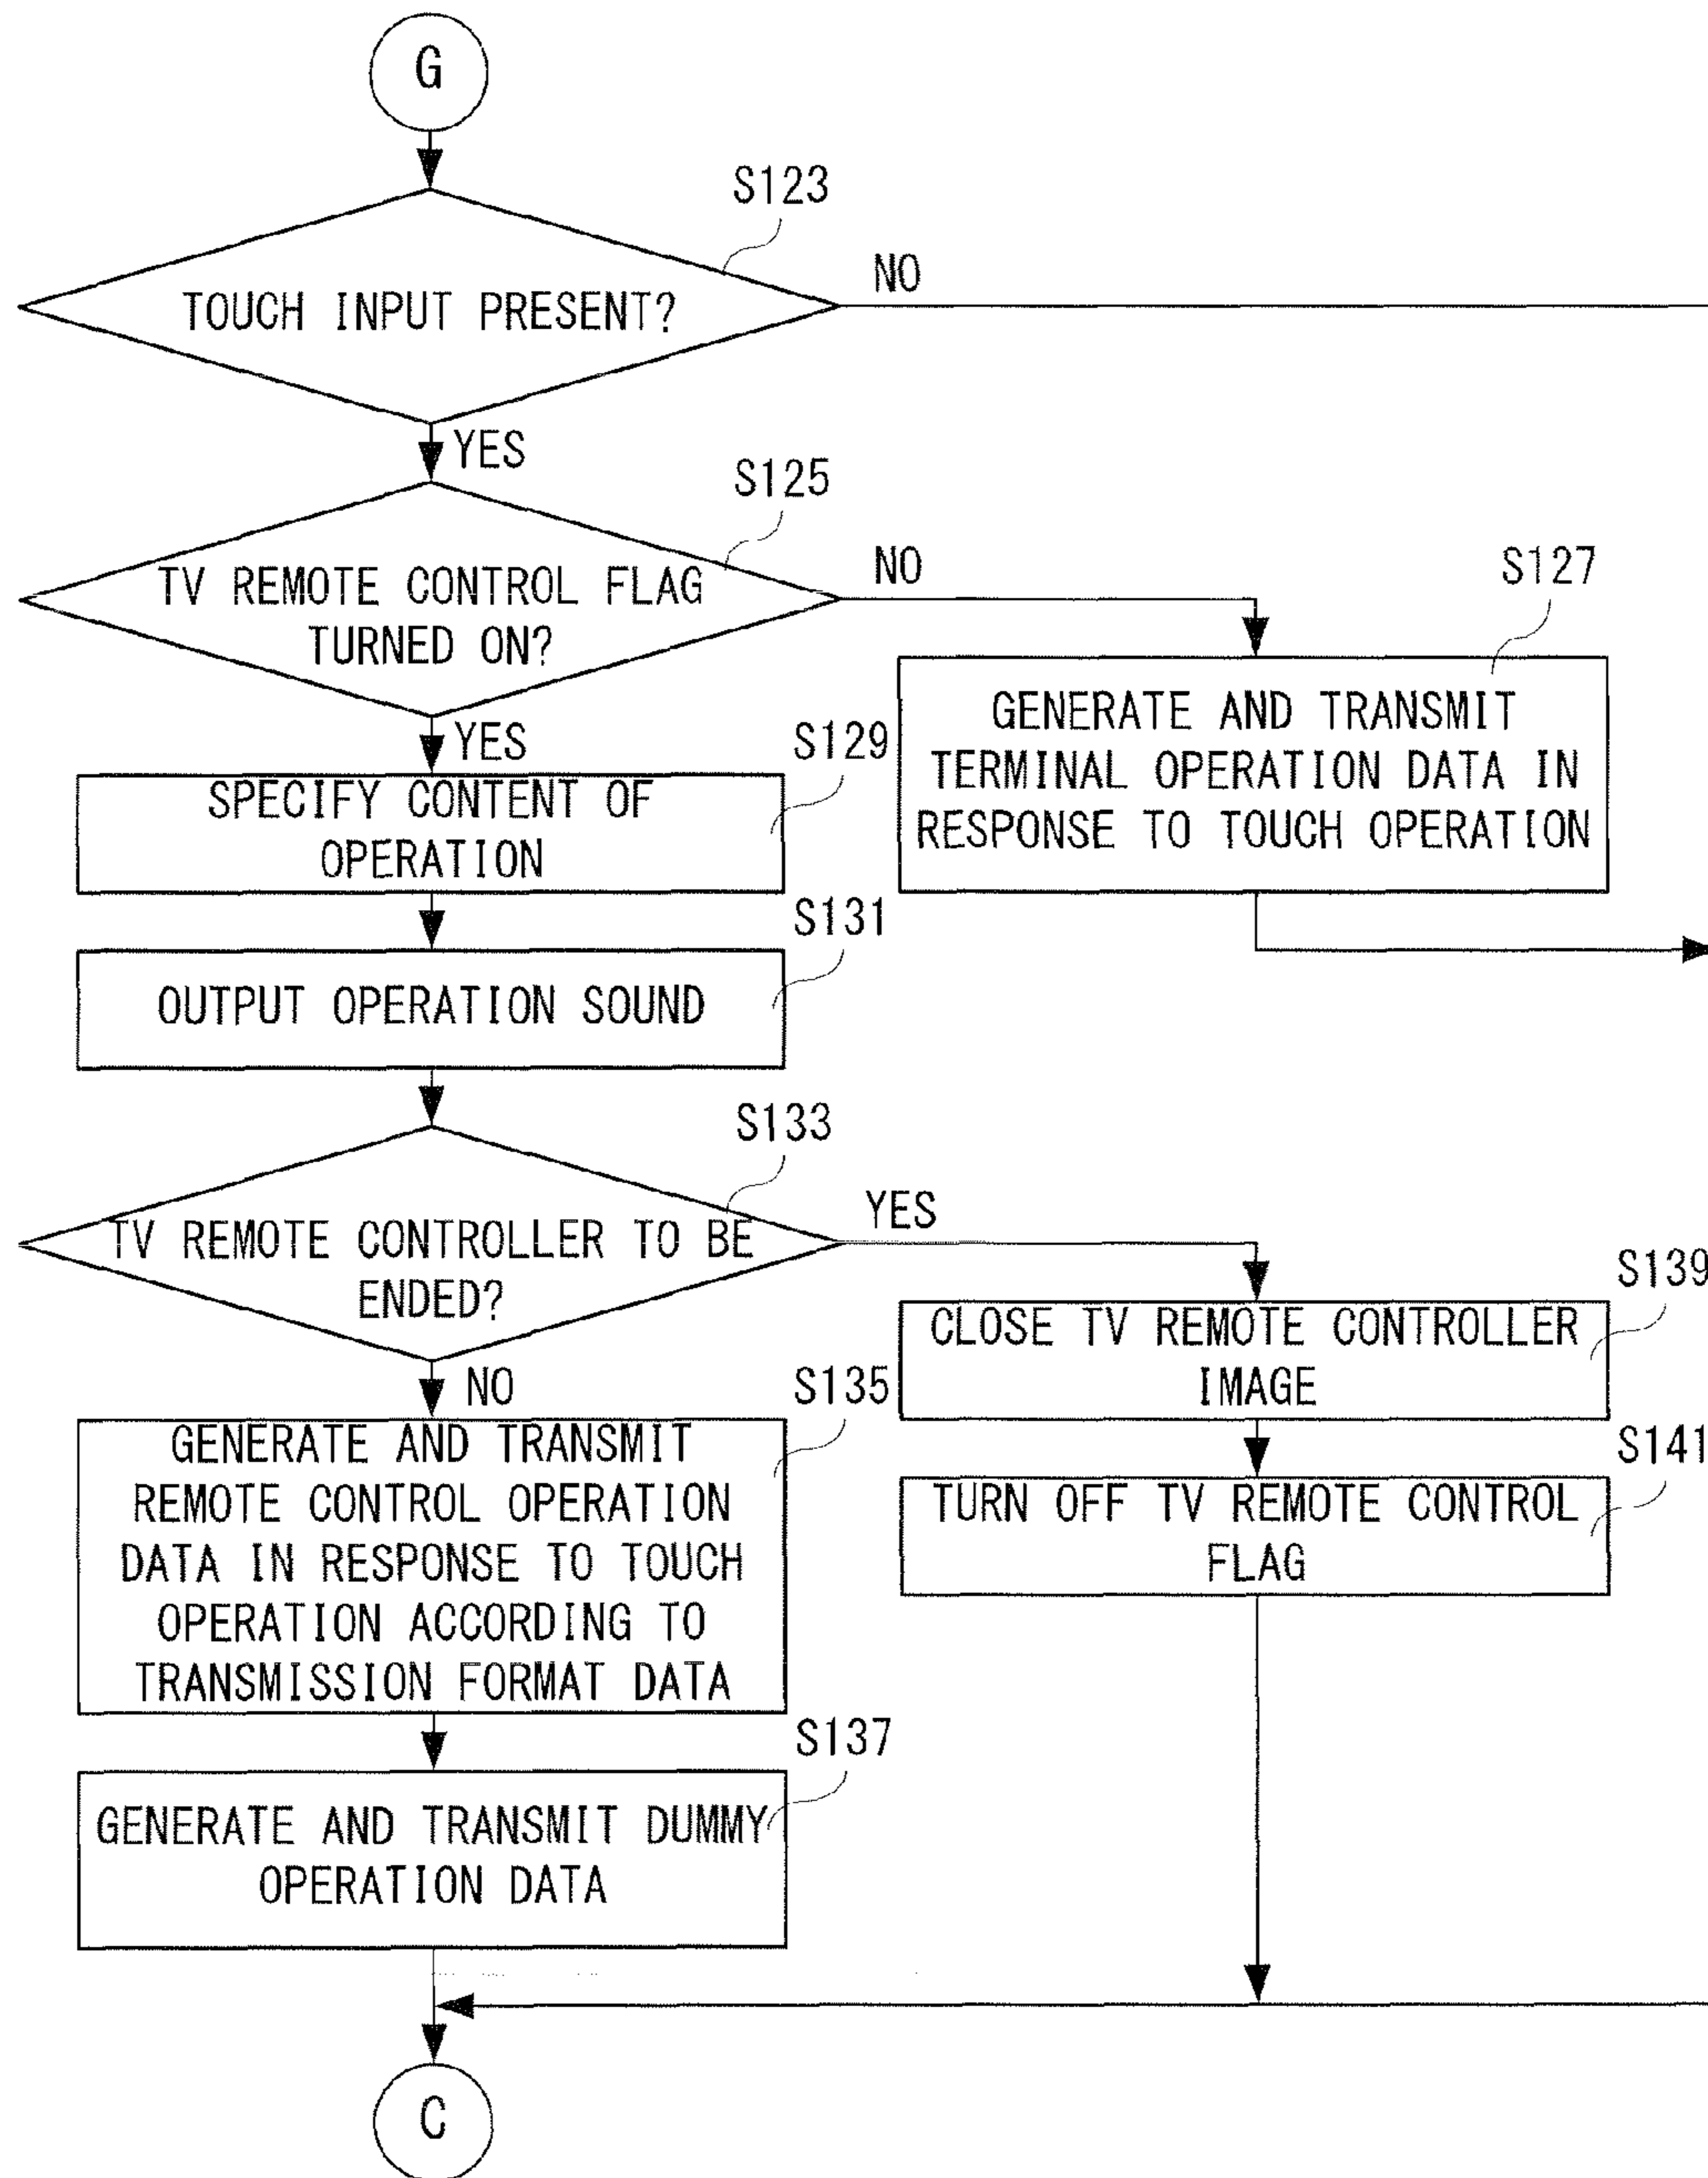 G
S123
TOUCH INPUT PRESENT?
NO
YES
S125
TV REMOTE CONTROL FLAG
TURNED ON?
NO
S127
GENERATE AND TRANSMIT
TERMINAL OPERATION DATA IN
RESPONSE TO TOUCH OPERATION
YES
S129
SPECIFY CONTENT OF
OPERATION
S131
OUTPUT OPERATION SOUND
S133
TV REMOTE CONTROLLER TO BE
ENDED?
YES
S139
CLOSE TV REMOTE CONTROLLER
IMAGE
NO
S135
GENERATE AND TRANSMIT
REMOTE CONTROL OPERATION
DATA IN RESPONSE TO TOUCH
OPERATION ACCORDING TO
TRANSMISSION FORMAT DATA
S141
TURN OFF TV REMOTE CONTROL
FLAG
S137
GENERATE AND TRANSMIT DUMMY
OPERATION DATA
C